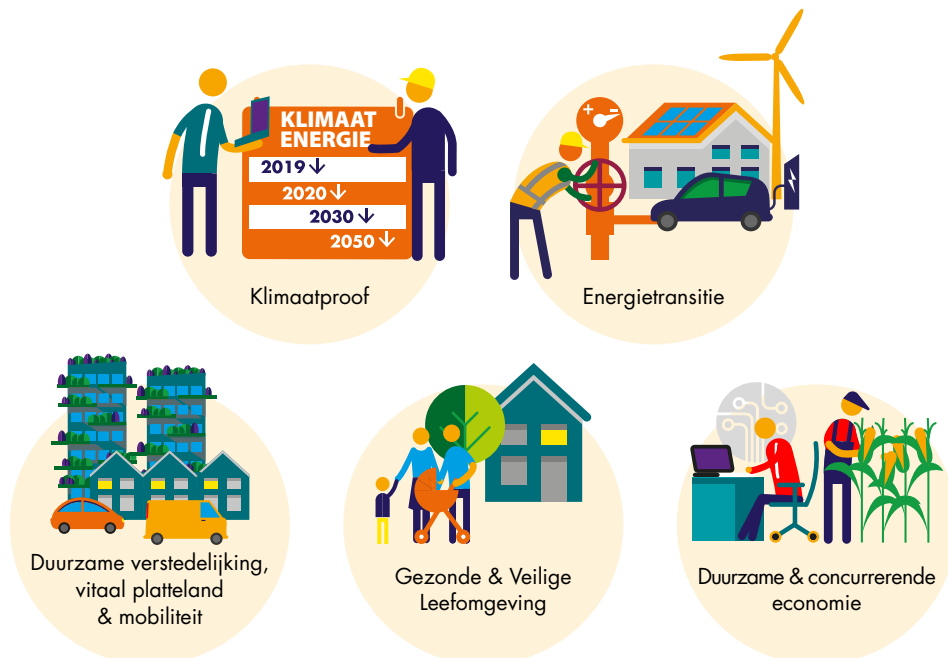 KLIMAAT
ENERGIE
2019 ↓
2020 ↓
2030 ↓
2050 ↓
+ -
Klimaatproof
Energietransitie
Duurzame verstedelijking,
vitaal platteland
& mobiliteit
Gezonde & Veilige
Leefomgeving
Duurzame & concurrerende
economie